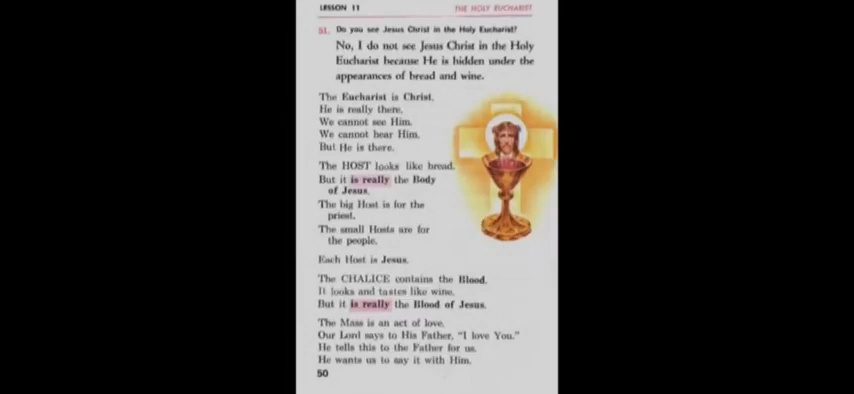 LESSON 11
THE HOLY EUCHARIST
51. Do you see Jesus Christ in the Holy Eucharist?
No, I do not see Jesus Christ in the Holy
Eucharist because He is hidden under the
appearances of bread and wine.
The Eucharist is Christ.
He is really there.
We cannot see Him.
We cannot hear Him.
But He is there.
The HOST looks like bread.
But it is really the Body
of Jesus.
The big Host is for the
priest.
The small Hosts are for
the people.
Each Host is Jesus.
The CHALICE contains the Blood.
It looks and tastes like wine.
But it is really the Blood of Jesus.
The Mass is an act of love.
Our Lord says to His Father, "I love You."
He tells this to the Father for us.
He wants us to say it with Him.
50